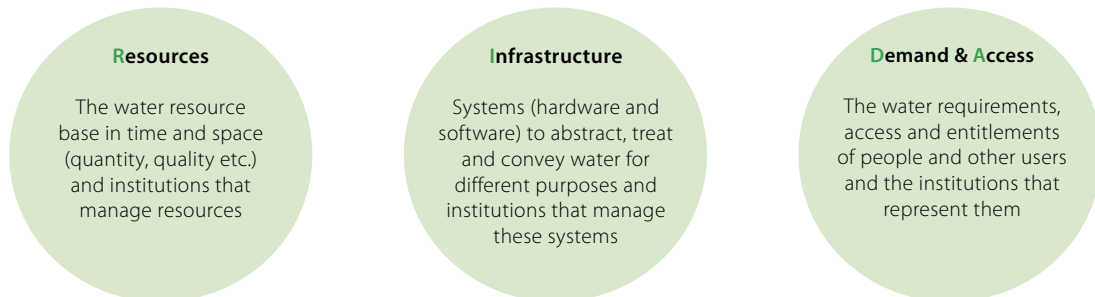 Resources
The water resource
base in time and space
(quantity, quality etc.)
and institutions that
manage resources
Infrastructure
Systems (hardware and
software) to abstract, treat
and convey water for
different purposes and
institutions that manage
these systems
Demand & Access
The water requirements,
access and entitlements
of people and other users
and the institutions that
represent them